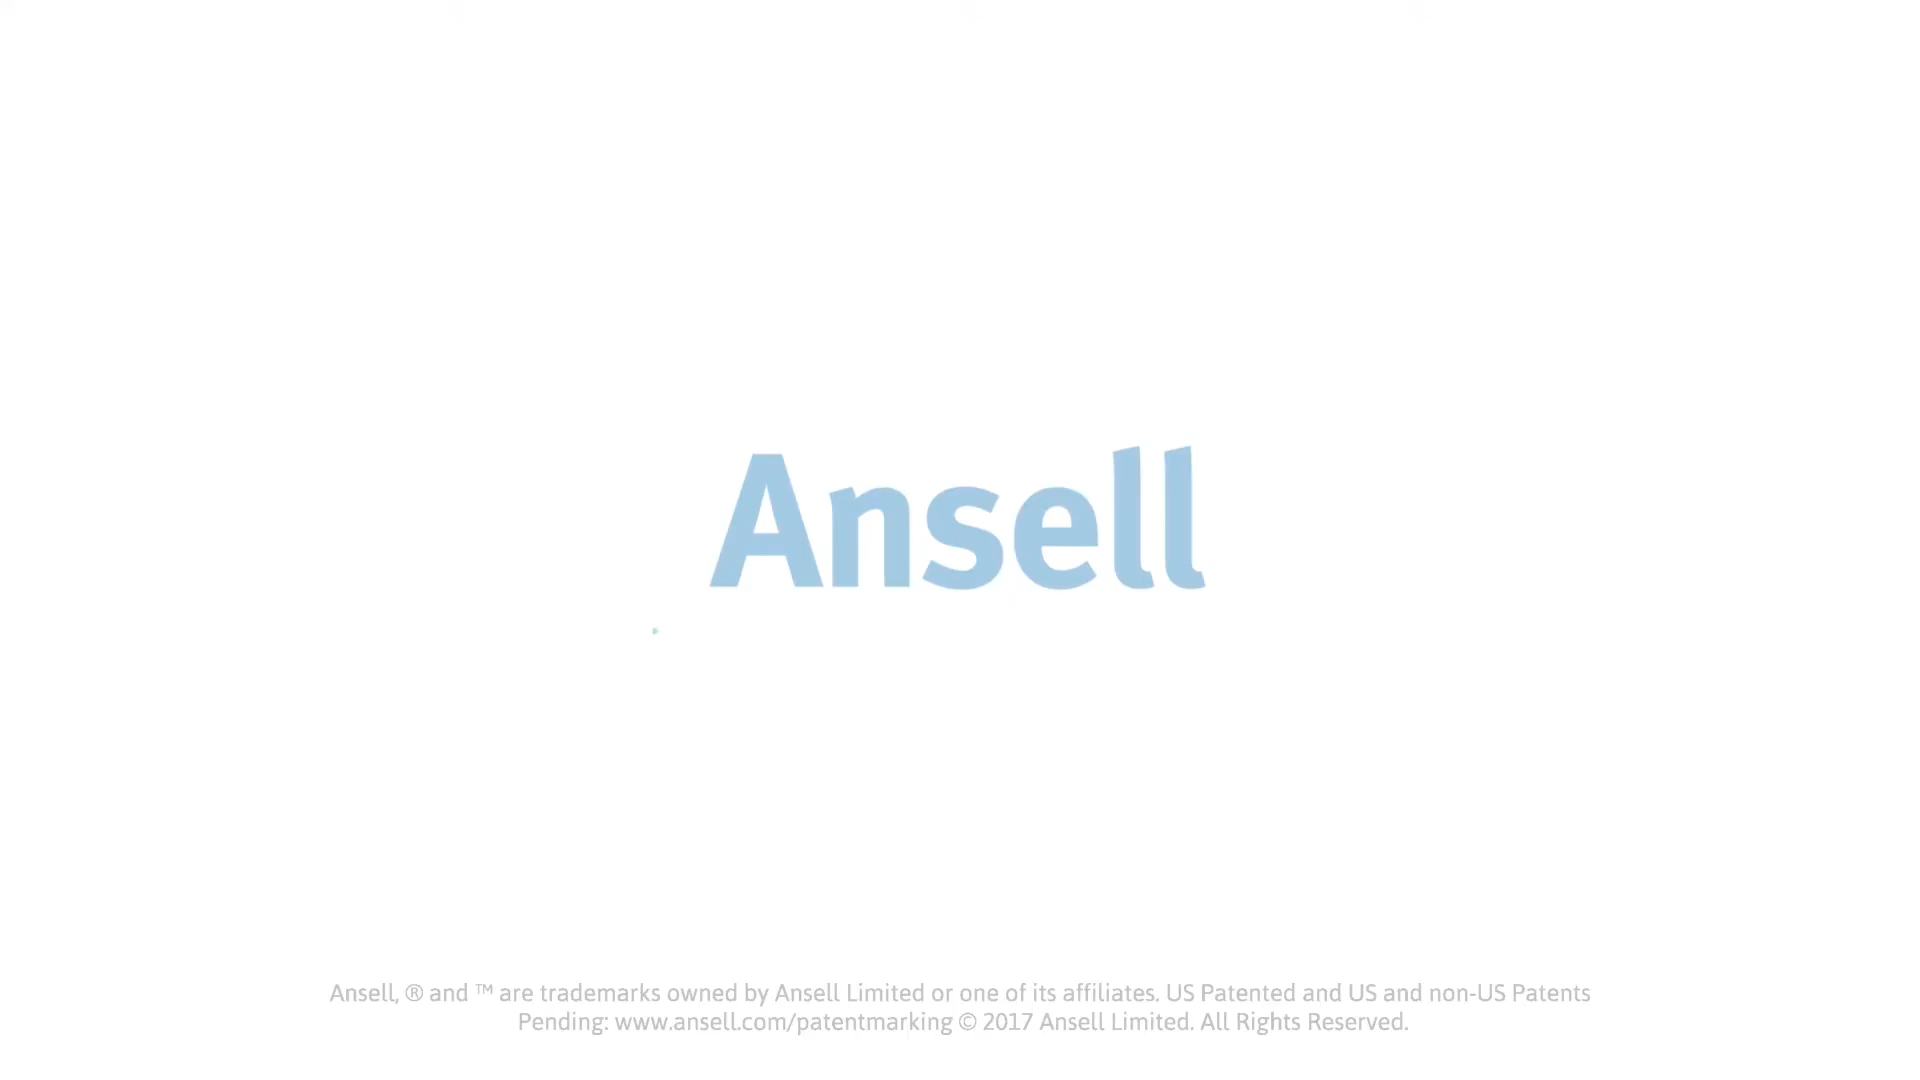 Ansell
Ansell, ® and ™ are trademarks owned by Ansell Limited or one of its affiliates. US Patented and US and non-US Patents
Pending: www.ansell.com/patentmarking © 2017 Ansell Limited. All Rights Reserved.